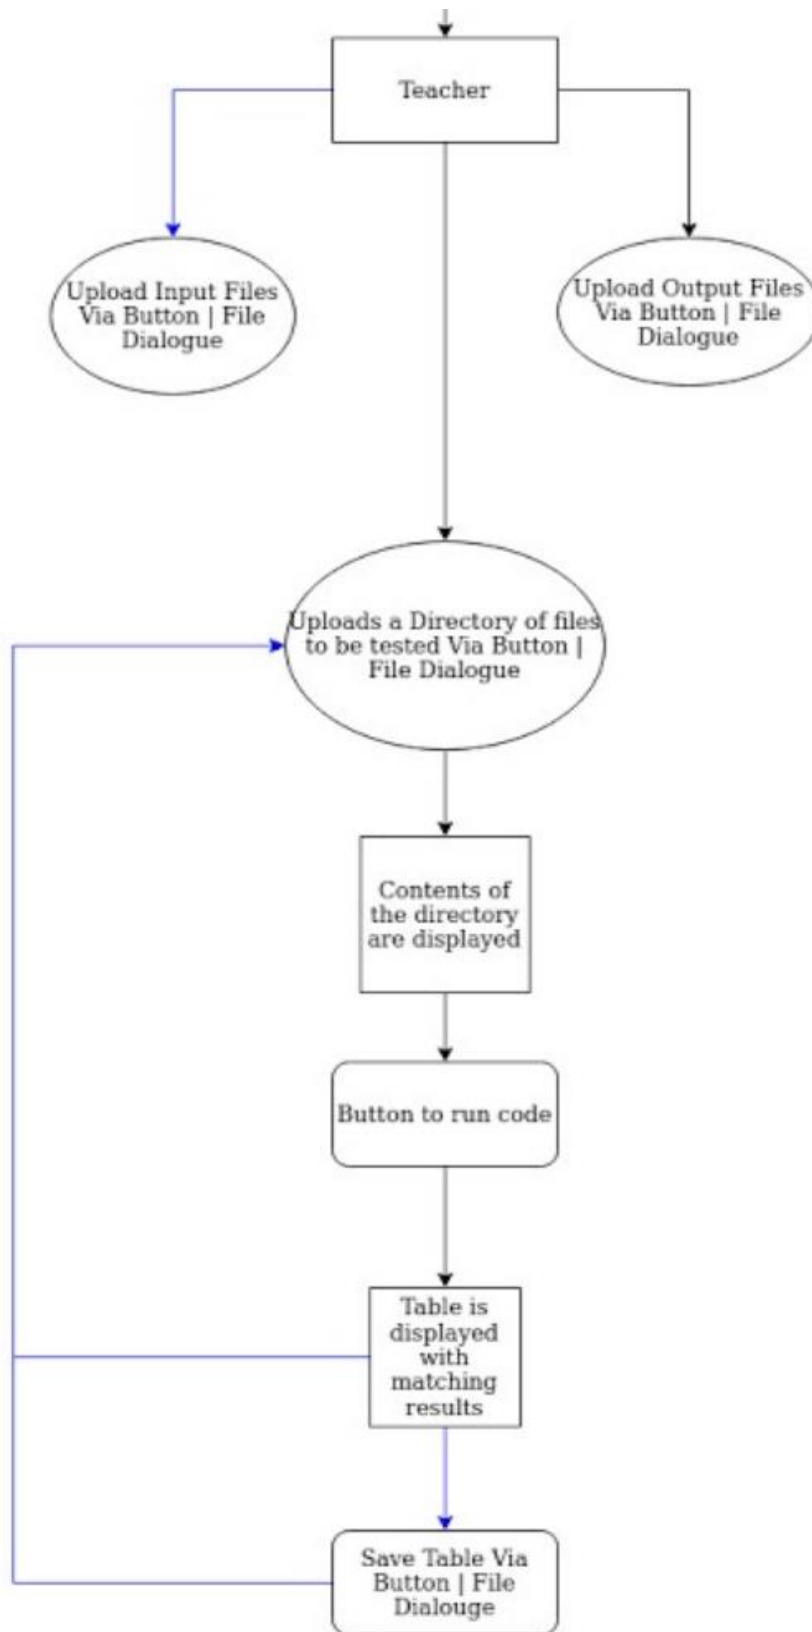 Teacher
Upload Input Files
Via Button | File
Dialogue
Upload Output Files
Via Button | File
Dialogue
Uploads a Directory of files
to be tested Via Button |
File Dialogue
Contents of
the directory
are displayed
Button to run code
Table is
displayed
with
matching
results
Save Table Via
Button | File
Dialouge